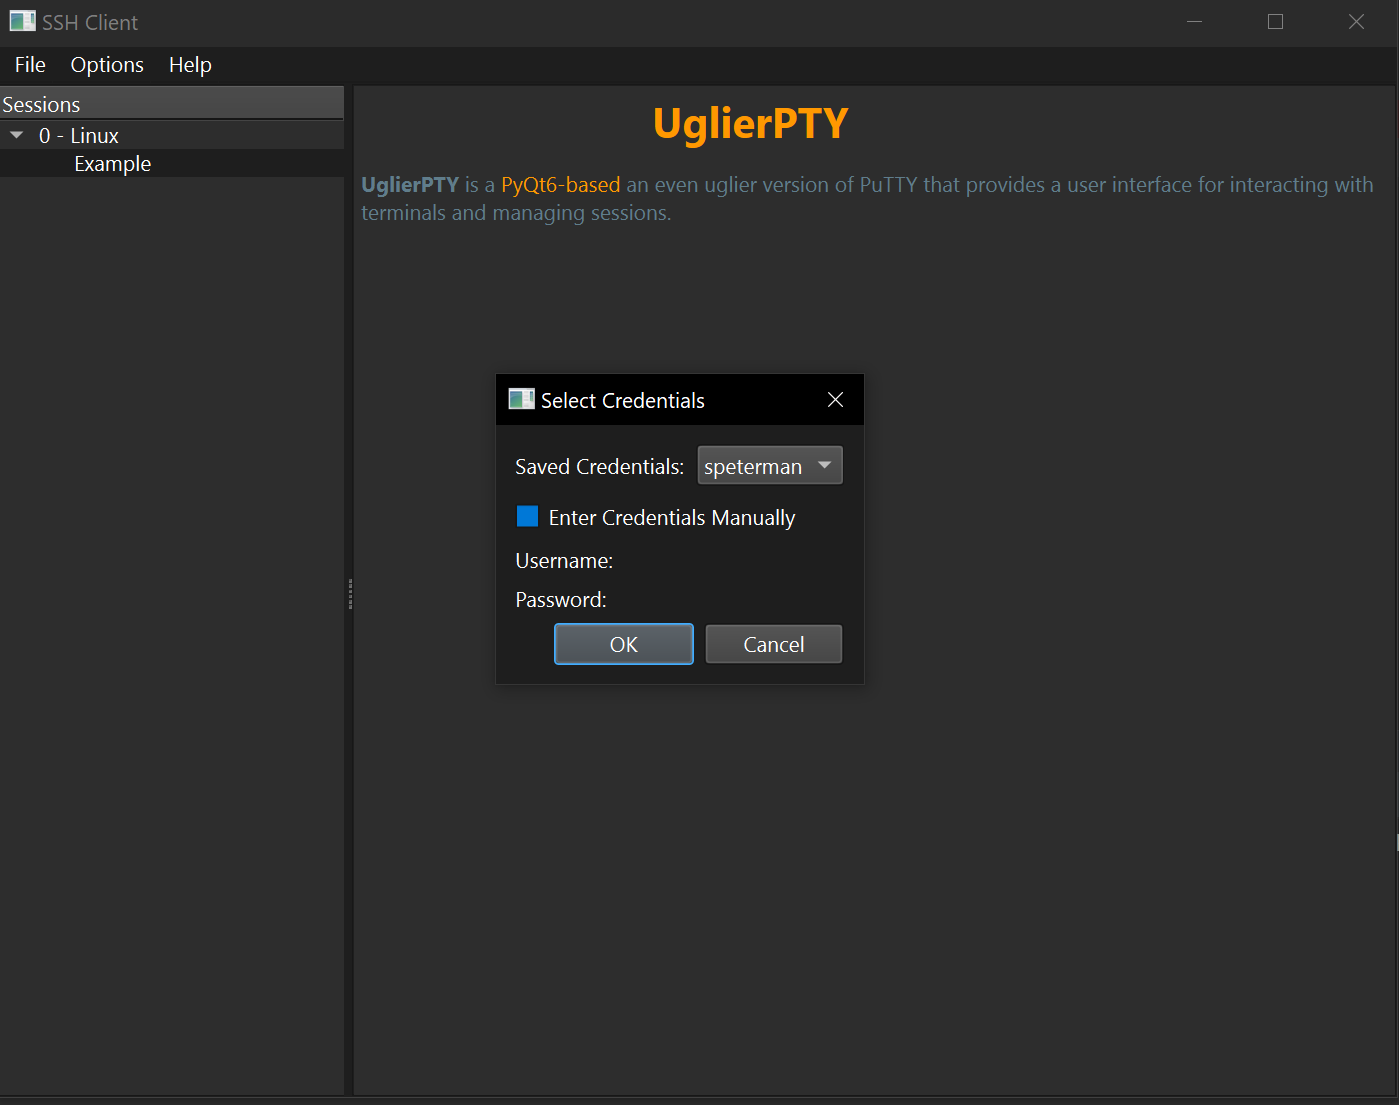 SSH Client
File Options Help
Sessions
0 - Linux
Example
UglierPTY
UglierPTY is a PyQt6-based an even uglier version of PuTTY that provides a user interface for interacting with
terminals and managing sessions.
Select Credentials
Saved Credentials: speterman
Enter Credentials Manually
Username:
Password:
OK Cancel